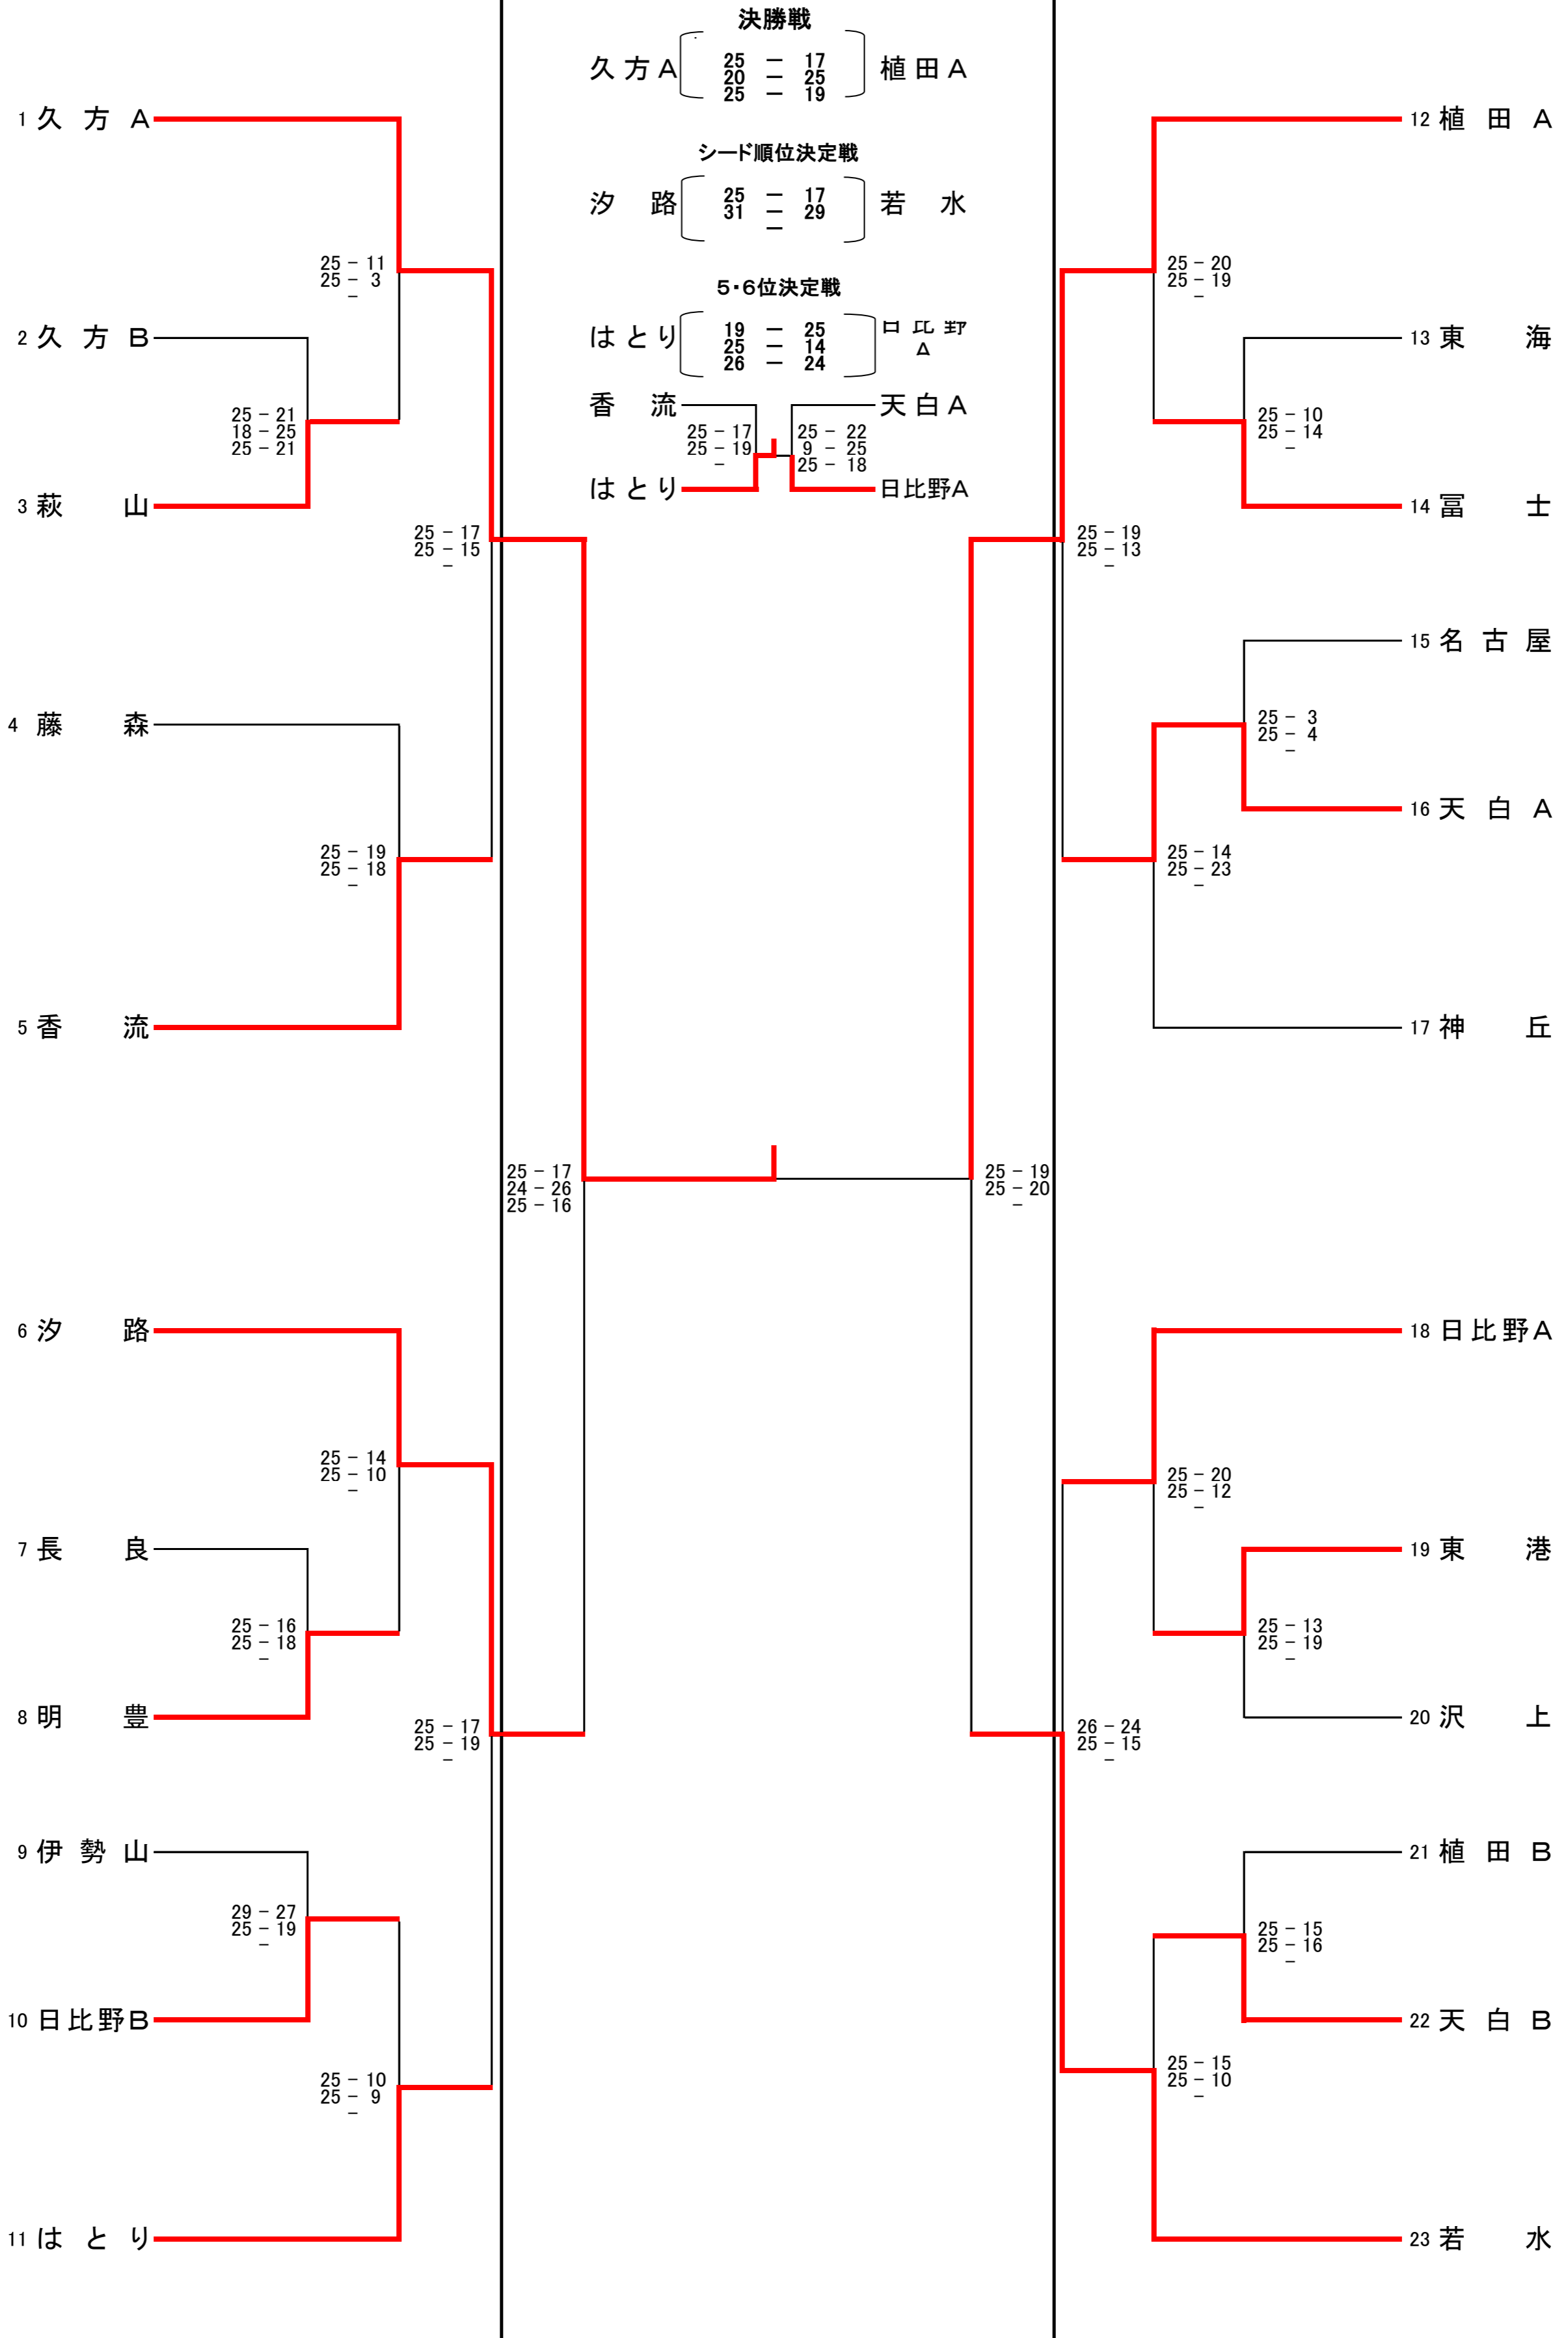 決勝戦
久方A 25 － 17 植田A
20 － 25
25 － 19
シード順位決定戦
汐路 25 － 17 若水
31 － 29
－
5・6位決定戦
はとり 19 － 25 日比野A
25 － 14
26 － 24
香流 天白A
25 － 17 25 － 22
25 － 19 9 － 25
－ 25 － 18
はとり 日比野A
1 久方A
25 － 11
25 － 3
－
2 久方B
25 － 21
18 － 25
25 － 21
3 萩山
25 － 17
25 － 15
－
4 藤森
25 － 19
25 － 18
－
5 香流
25 － 17
24 － 26
25 － 16
6 汐路
25 － 14
25 － 10
－
7 長良
25 － 16
25 － 18
－
8 明豊
25 － 17
25 － 19
－
9 伊勢山
29 － 27
25 － 19
－
10 日比野B
25 － 10
25 － 9
－
11 はとり
12 植田A
25 － 20
25 － 19
－
13 東海
25 － 10
25 － 14
－
14 冨士
25 － 19
25 － 13
－
15 名古屋
25 － 3
25 － 4
－
16 天白A
25 － 14
25 － 23
－
17 神丘
25 － 19
25 － 20
－
18 日比野A
25 － 20
25 － 12
－
19 東港
25 － 13
25 － 19
－
20 沢上
26 － 24
25 － 15
－
21 植田B
25 － 15
25 － 16
－
22 天白B
25 － 15
25 － 10
－
23 若水